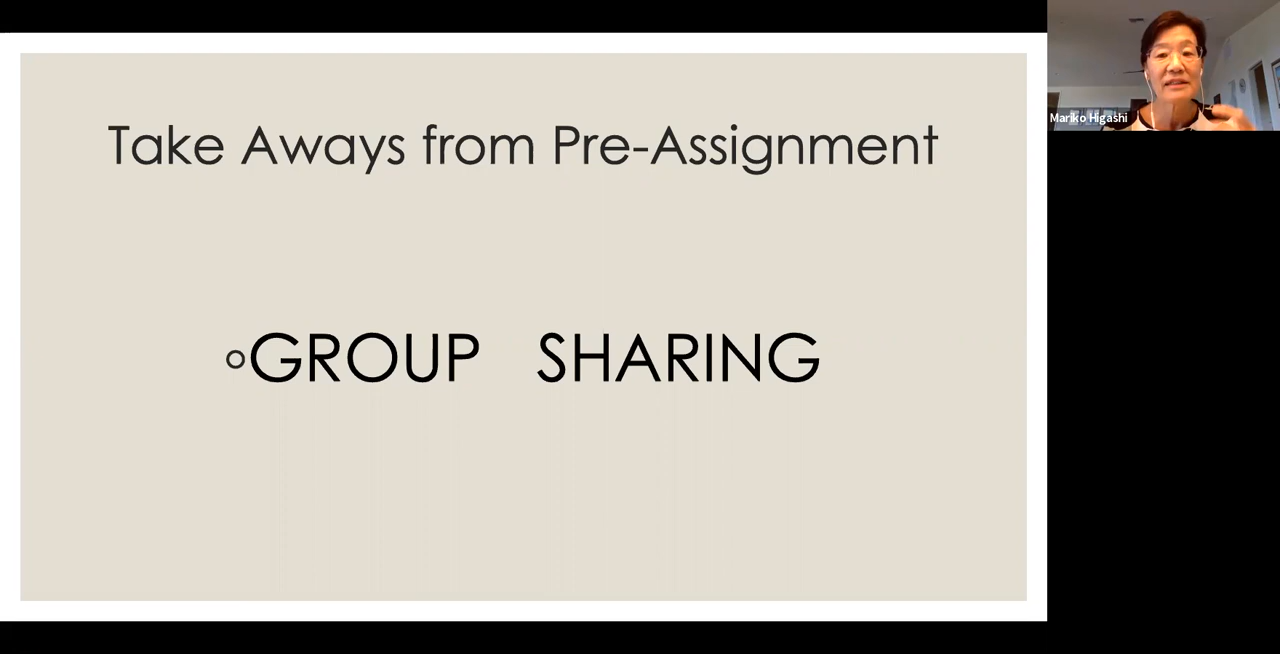 Take Aways from Pre-Assignment
◦GROUP   SHARING
Mariko Higashi